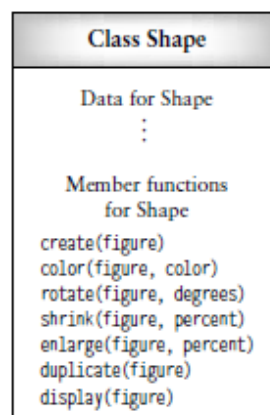 Class Shape
Data for Shape
⋮
Member functions
for Shape
create(figure)
color(figure, color)
rotate(figure, degrees)
shrink(figure, percent)
enlarge(figure, percent)
duplicate(figure)
display(figure)